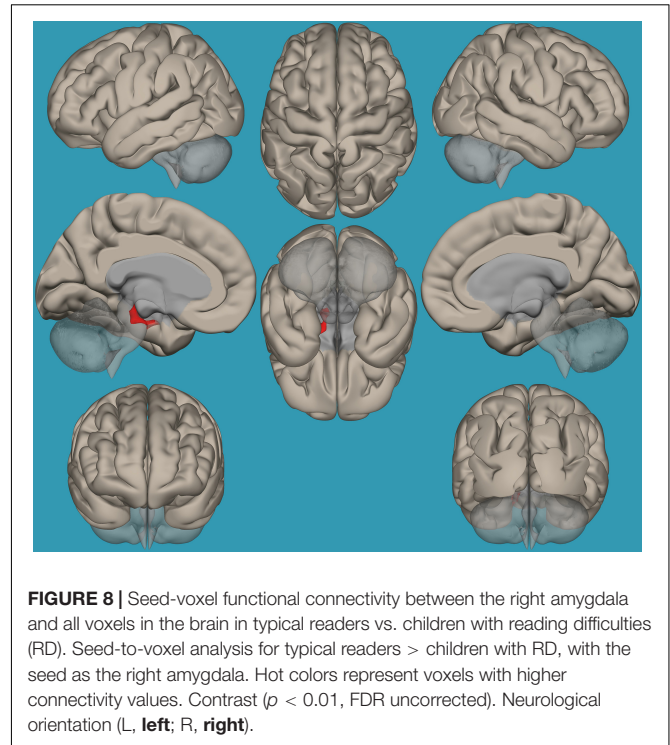 FIGURE 8 | Seed-voxel functional connectivity between the right amygdala
and all voxels in the brain in typical readers vs. children with reading difficulties
(RD). Seed-to-voxel analysis for typical readers > children with RD, with the
seed as the right amygdala. Hot colors represent voxels with higher
connectivity values. Contrast (p < 0.01, FDR uncorrected). Neurological
orientation (L, left; R, right).